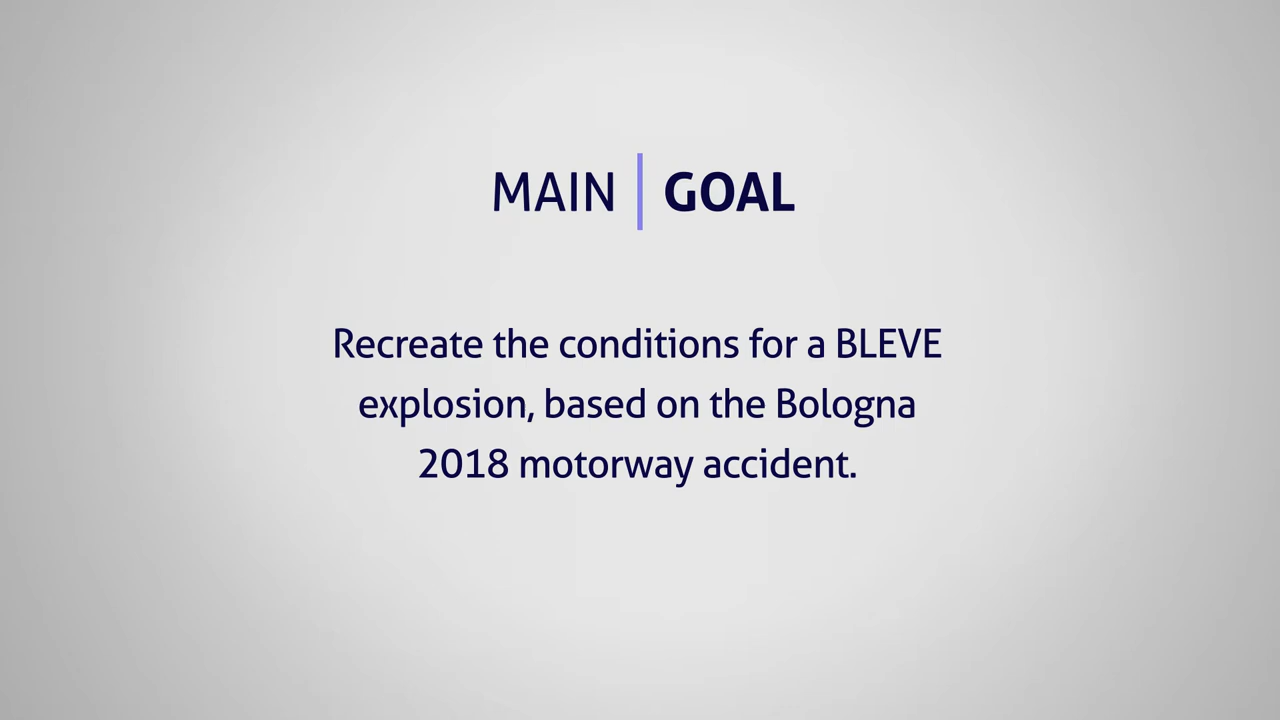 MAIN GOAL
Recreate the conditions for a BLEVE
explosion, based on the Bologna
2018 motorway accident.